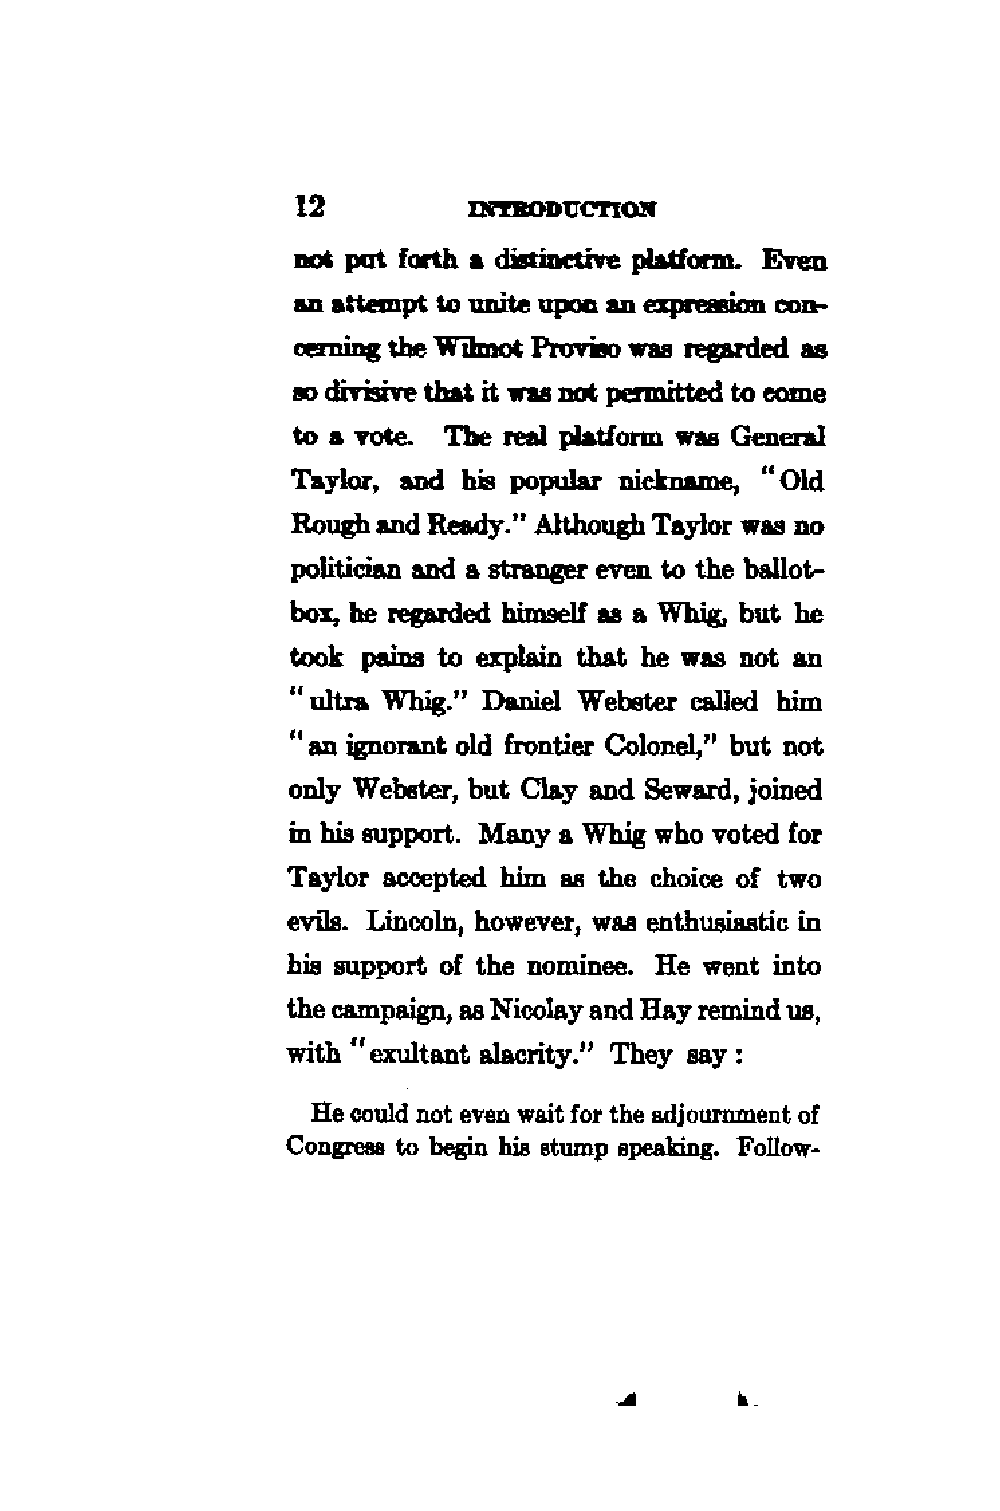 12 INTRODUCTION
not put forth a distinctive platform. Even
an attempt to unite upon an expression con-
cerning the Wilmot Proviso was regarded as
so divisive that it was not permitted to come
to a vote. The real platform was General
Taylor, and his popular nickname, "Old
Rough and Ready." Although Taylor was no
politician and a stranger even to the ballot-
box, he regarded himself as a Whig, but he
took pains to explain that he was not an
"ultra Whig." Daniel Webster called him
"an ignorant old frontier Colonel," but not
only Webster, but Clay and Seward, joined
in his support. Many a Whig who voted for
Taylor accepted him as the choice of two
evils. Lincoln, however, was enthusiastic in
his support of the nominee. He went into
the campaign, as Nicolay and Hay remind us,
with "exultant alacrity." They say:
He could not even wait for the adjournment of
Congress to begin his stump speaking. Follow-